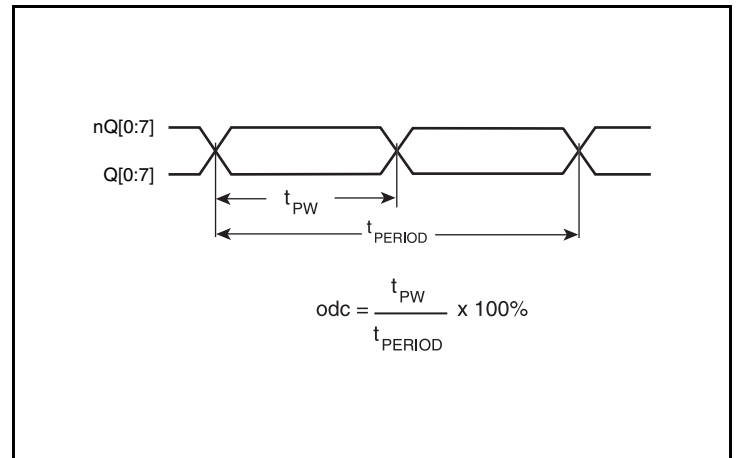 nQ[0:7]
Q[0:7]
tPW
tPERIOD
odc = tPW / tPERIOD x 100%